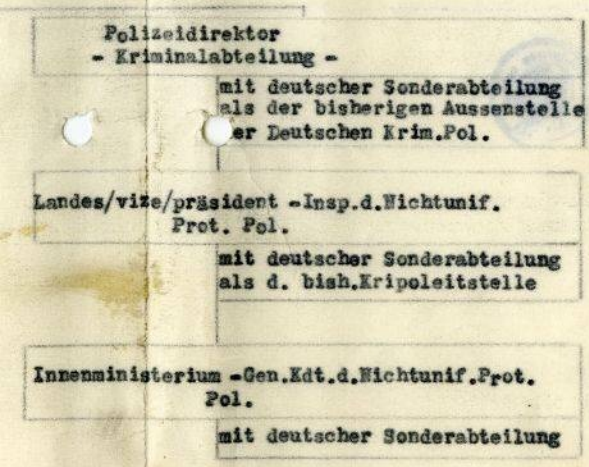 Polizeidirektor
- Kriminalabteilung -
mit deutscher Sonderabteilung
als der bisherigen Aussenstelle
der Deutschen Krim.Pol.
Landes/vize/präsident -Insp.d.Nichtunif.
Prot. Pol.
mit deutscher Sonderabteilung
als d. bish.Kripoleitstelle
Innenministerium -Gen.Kdt.d.Nichtunif.Prot.
Pol.
mit deutscher Sonderabteilung